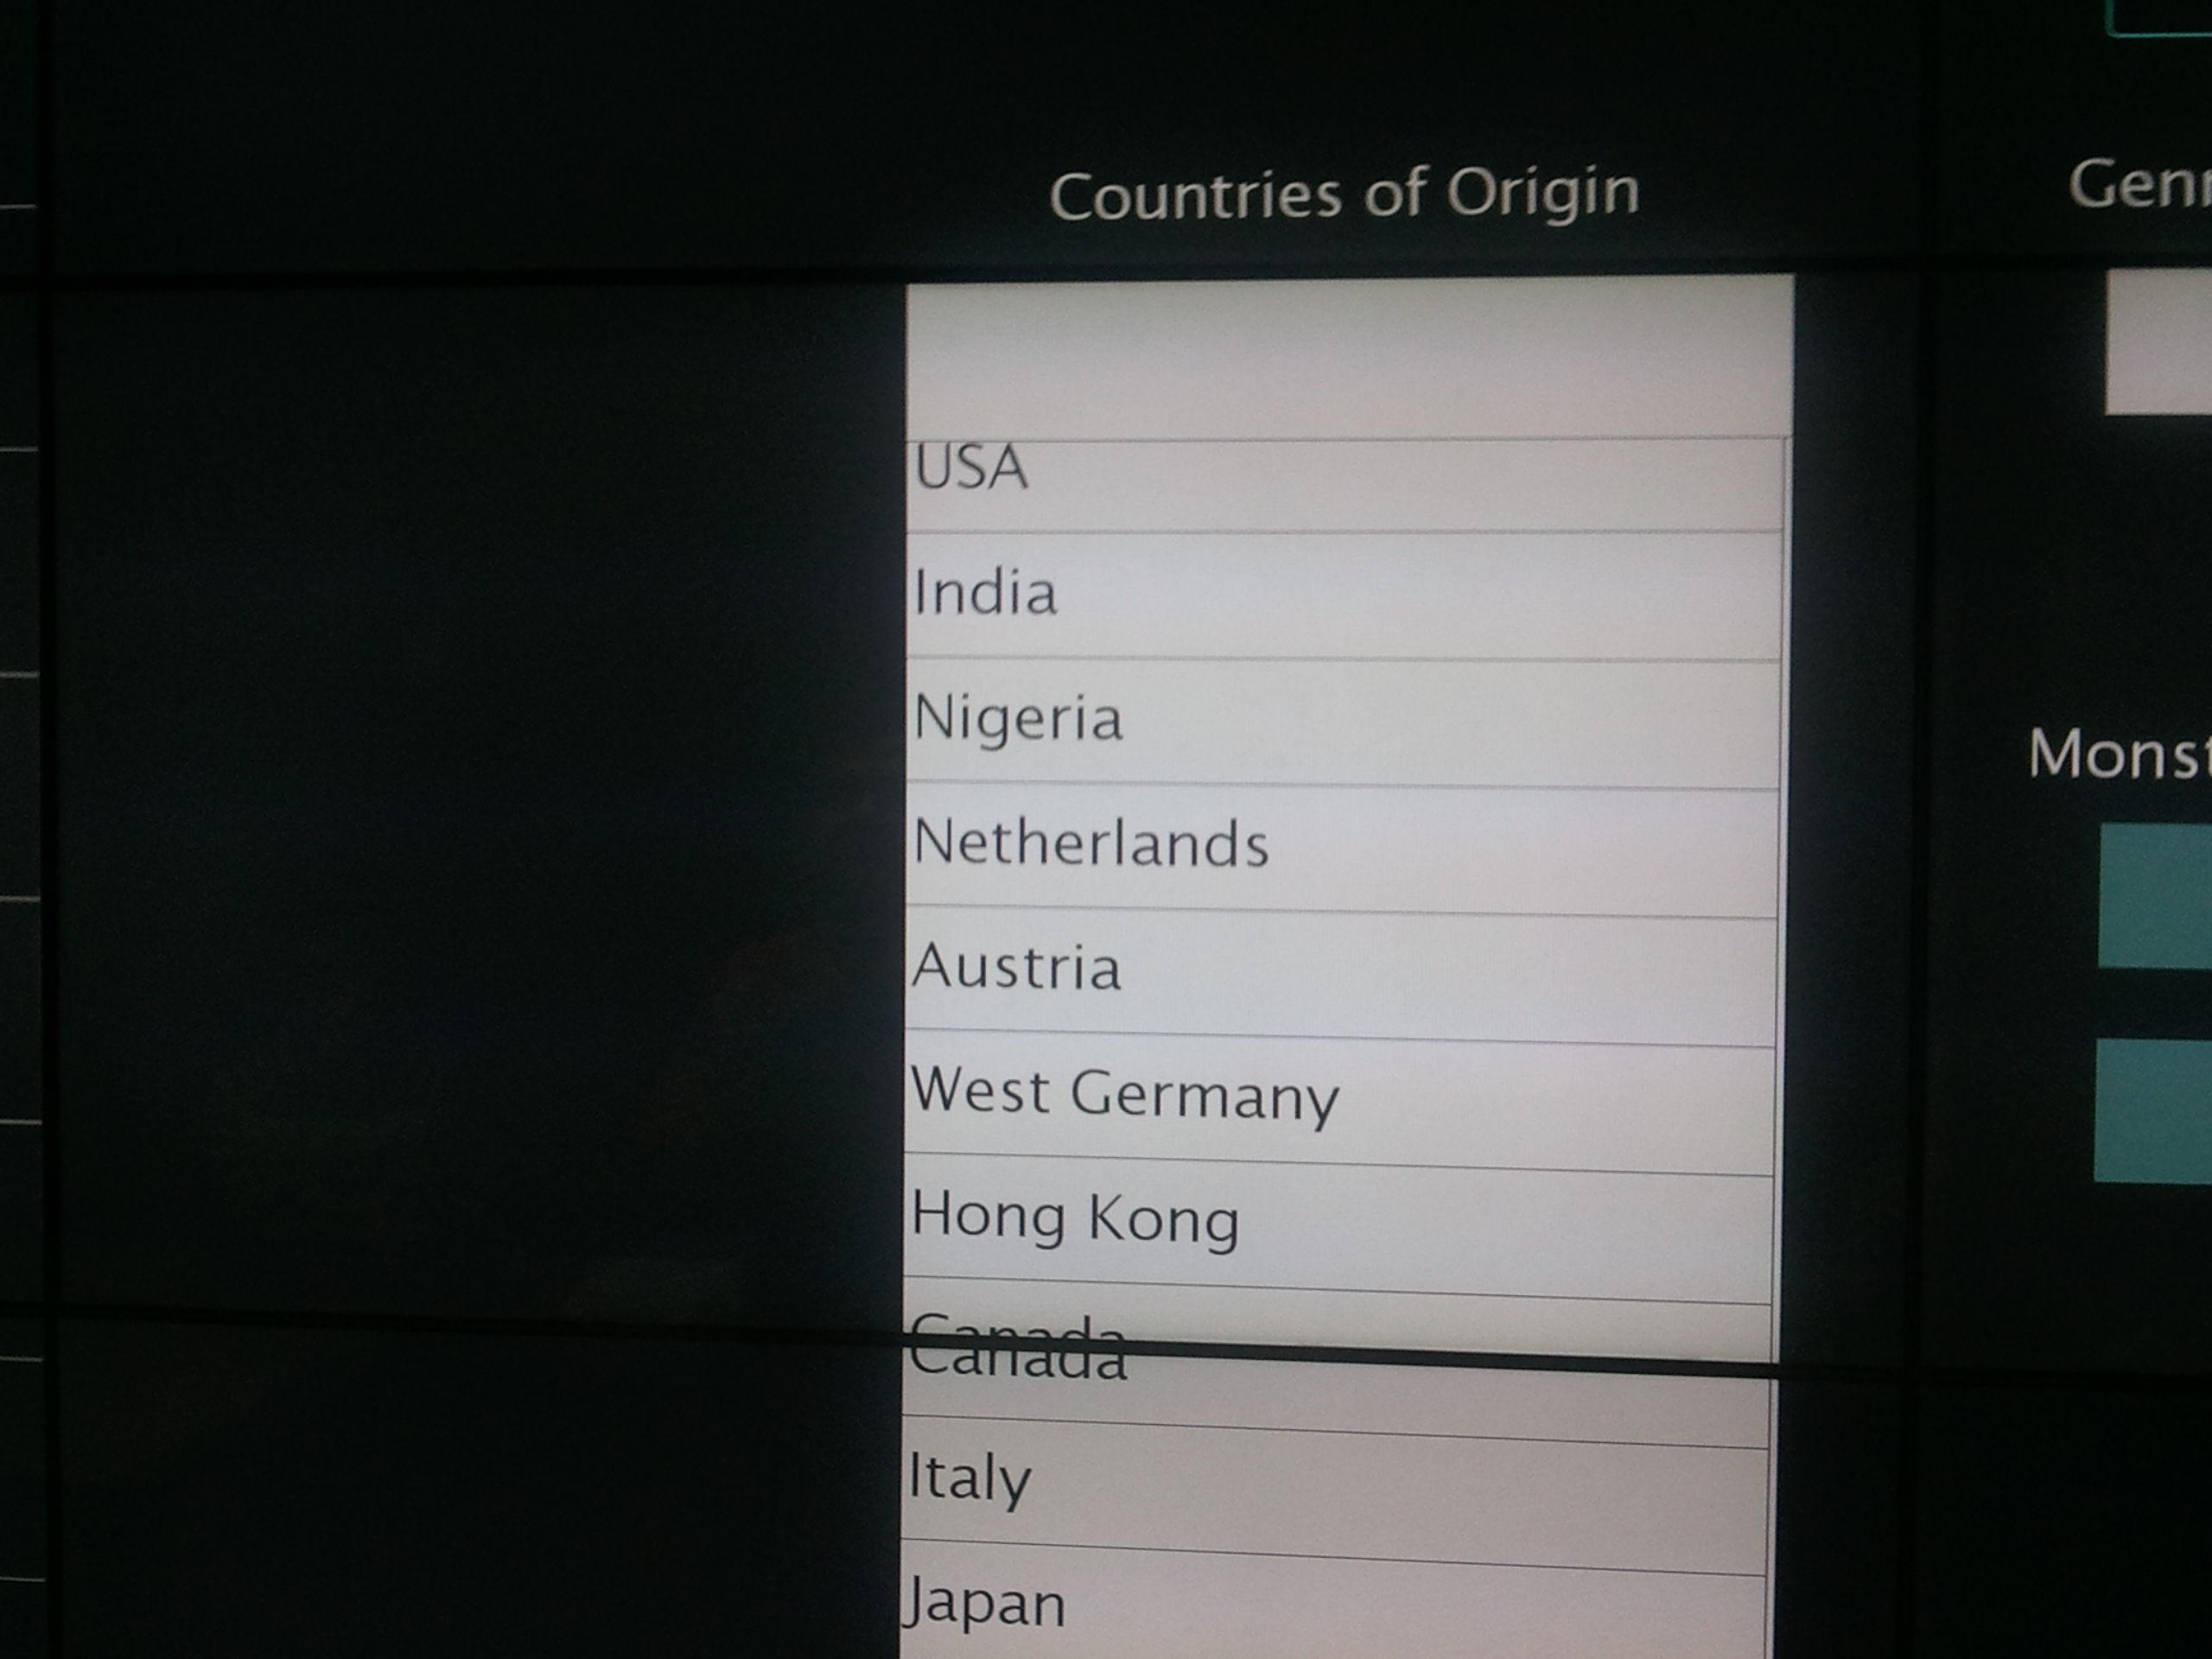 Countries of Origin
USA
India
Nigeria
Netherlands
Austria
West Germany
Hong Kong
Canada
Italy
Japan